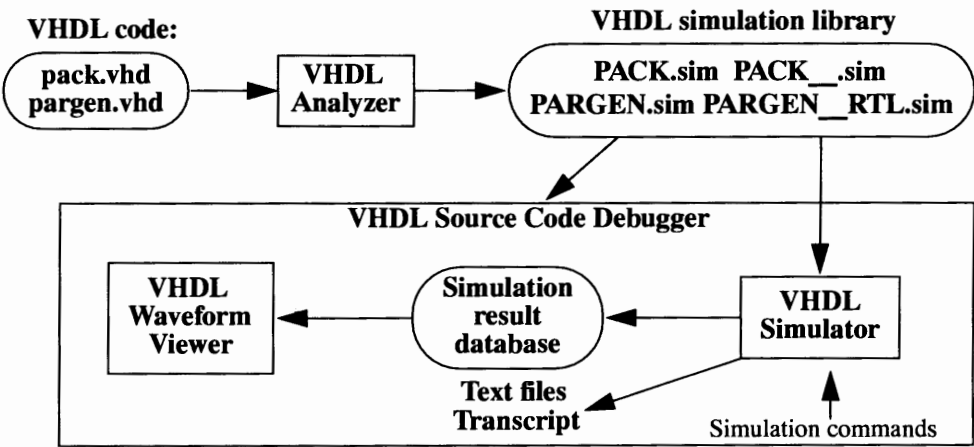 VHDL code:
VHDL simulation library
pack.vhd
pargen.vhd
VHDL
Analyzer
PACK.sim PACK__.sim
PARGEN.sim PARGEN__RTL.sim
VHDL Source Code Debugger
VHDL
Waveform
Viewer
Simulation
result
database
VHDL
Simulator
Text files
Transcript
Simulation commands